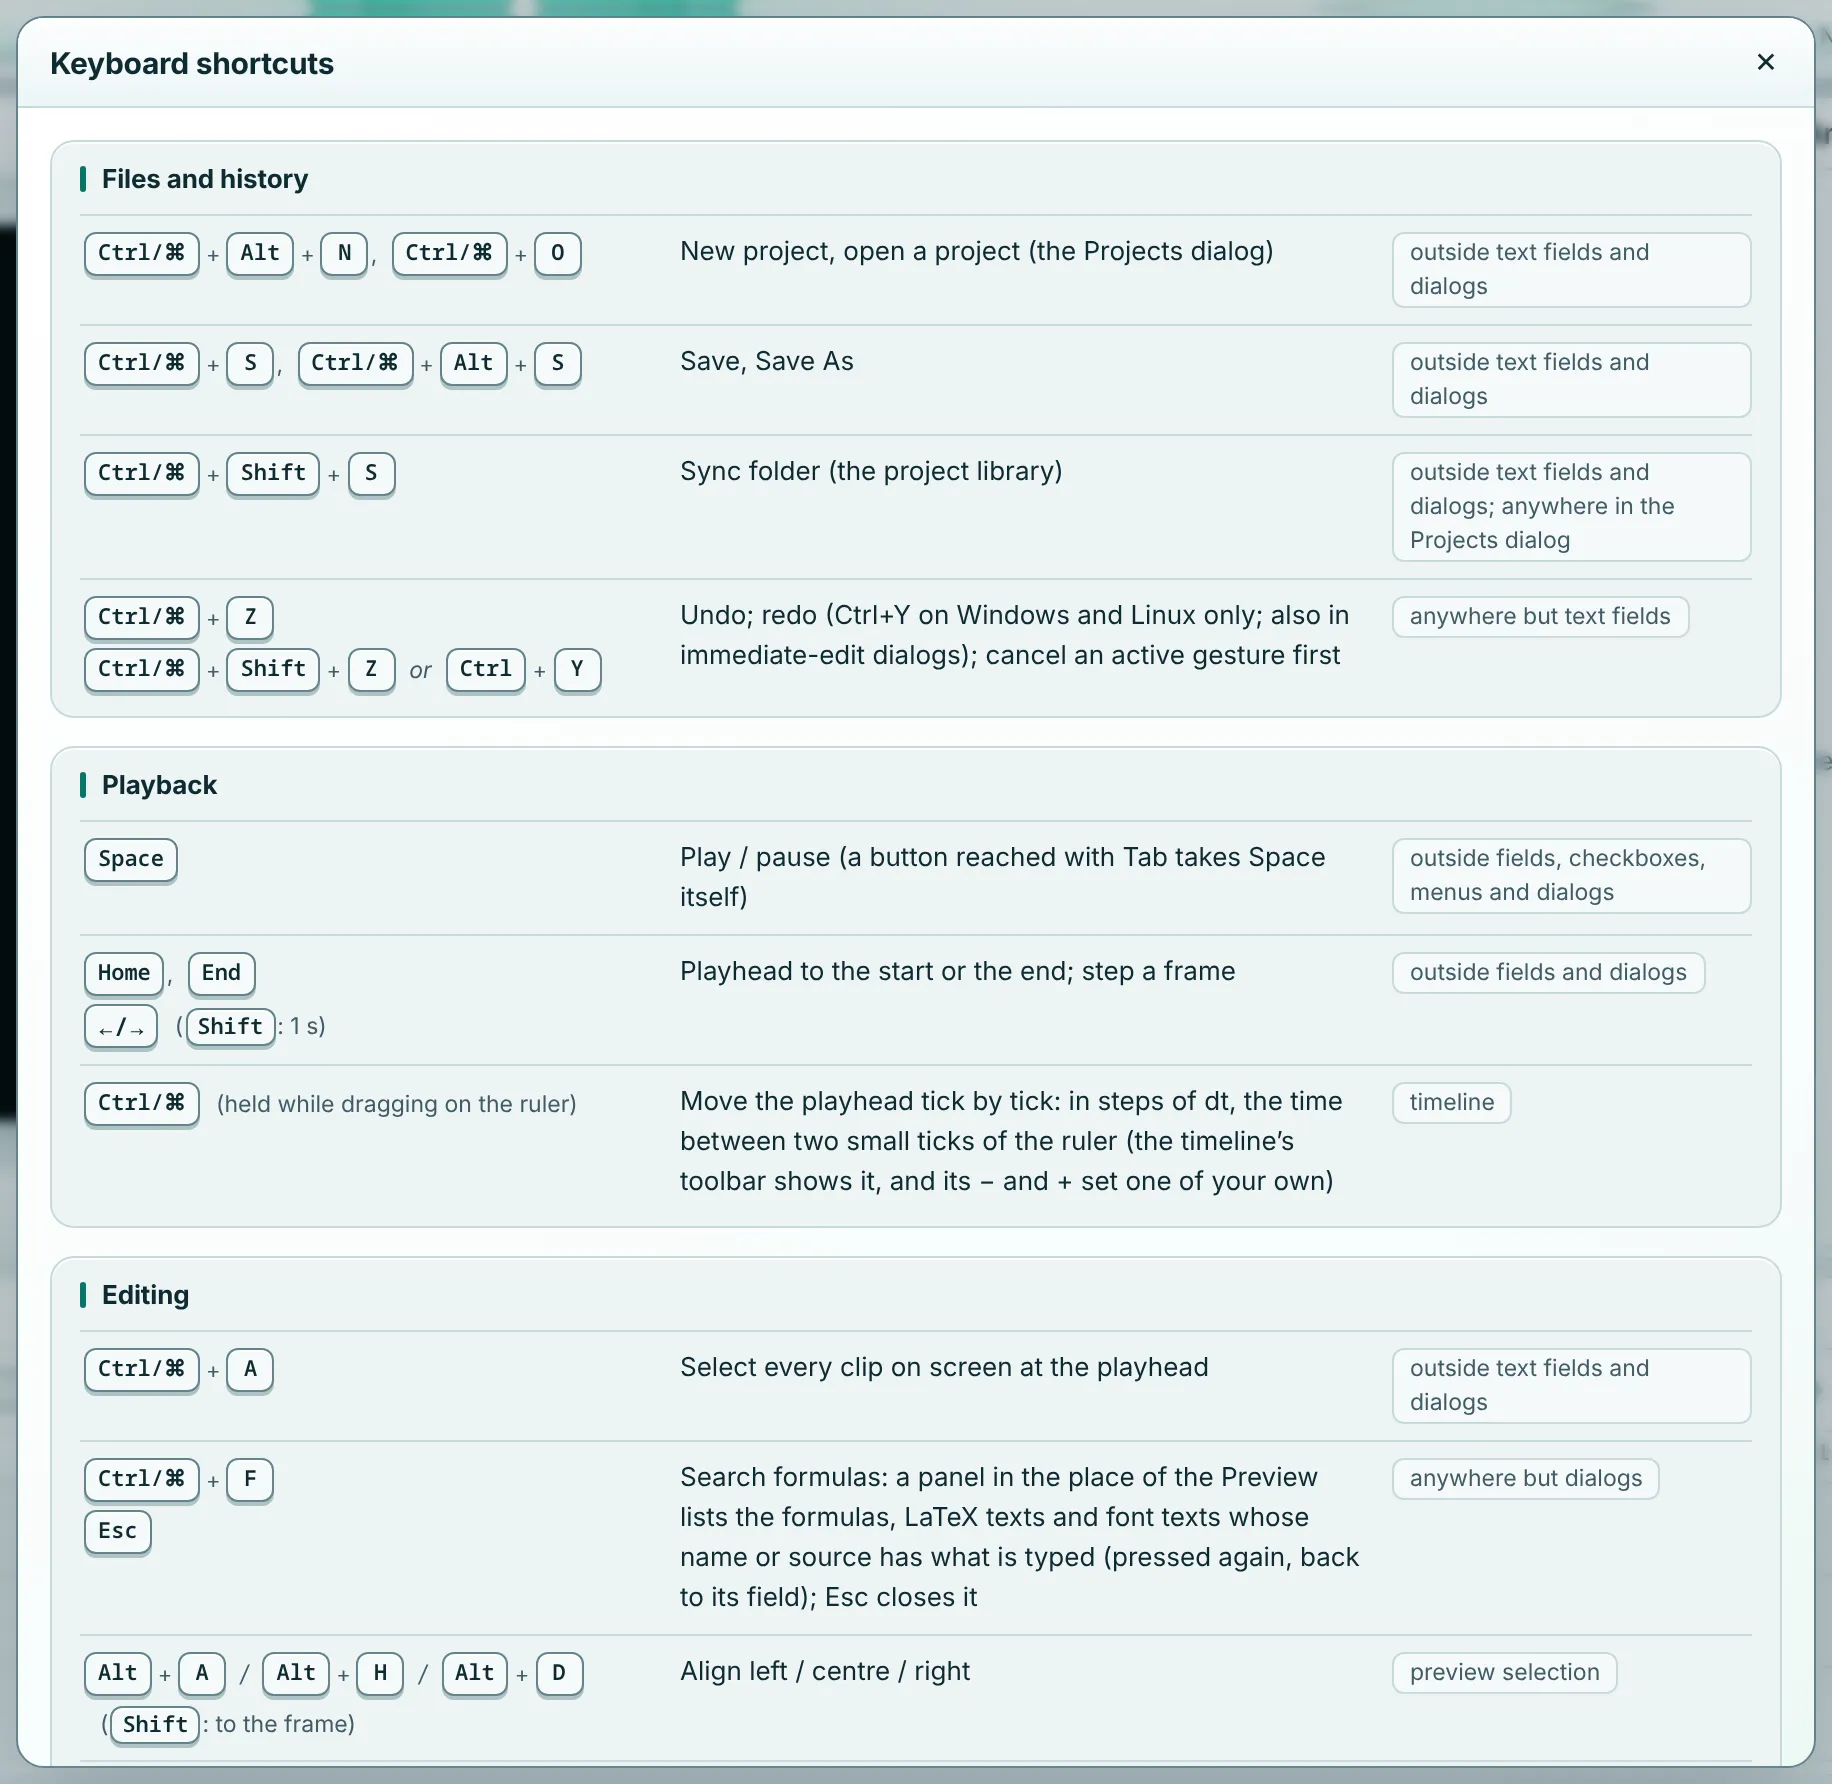 Keyboard shortcuts ✕
Files and history
Ctrl/⌘ + Alt + N, Ctrl/⌘ + O
New project, open a project (the Projects dialog)
outside text fields and
dialogs
Ctrl/⌘ + S, Ctrl/⌘ + Alt + S
Save, Save As
outside text fields and
dialogs
Ctrl/⌘ + Shift + S
Sync folder (the project library)
outside text fields and
dialogs; anywhere in the
Projects dialog
Ctrl/⌘ + Z
Ctrl/⌘ + Shift + Z or Ctrl + Y
Undo; redo (Ctrl+Y on Windows and Linux only; also in
immediate-edit dialogs); cancel an active gesture first
anywhere but text fields
Playback
Space
Play / pause (a button reached with Tab takes Space
itself)
outside fields, checkboxes,
menus and dialogs
Home, End
←/→ (Shift: 1 s)
Playhead to the start or the end; step a frame
outside fields and dialogs
Ctrl/⌘ (held while dragging on the ruler)
Move the playhead tick by tick: in steps of dt, the time
between two small ticks of the ruler (the timeline’s
toolbar shows it, and its − and + set one of your own)
timeline
Editing
Ctrl/⌘ + A
Select every clip on screen at the playhead
outside text fields and
dialogs
Ctrl/⌘ + F
Esc
Search formulas: a panel in the place of the Preview
lists the formulas, LaTeX texts and font texts whose
name or source has what is typed (pressed again, back
to its field); Esc closes it
anywhere but dialogs
Alt + A / Alt + H / Alt + D
(Shift: to the frame)
Align left / centre / right
preview selection